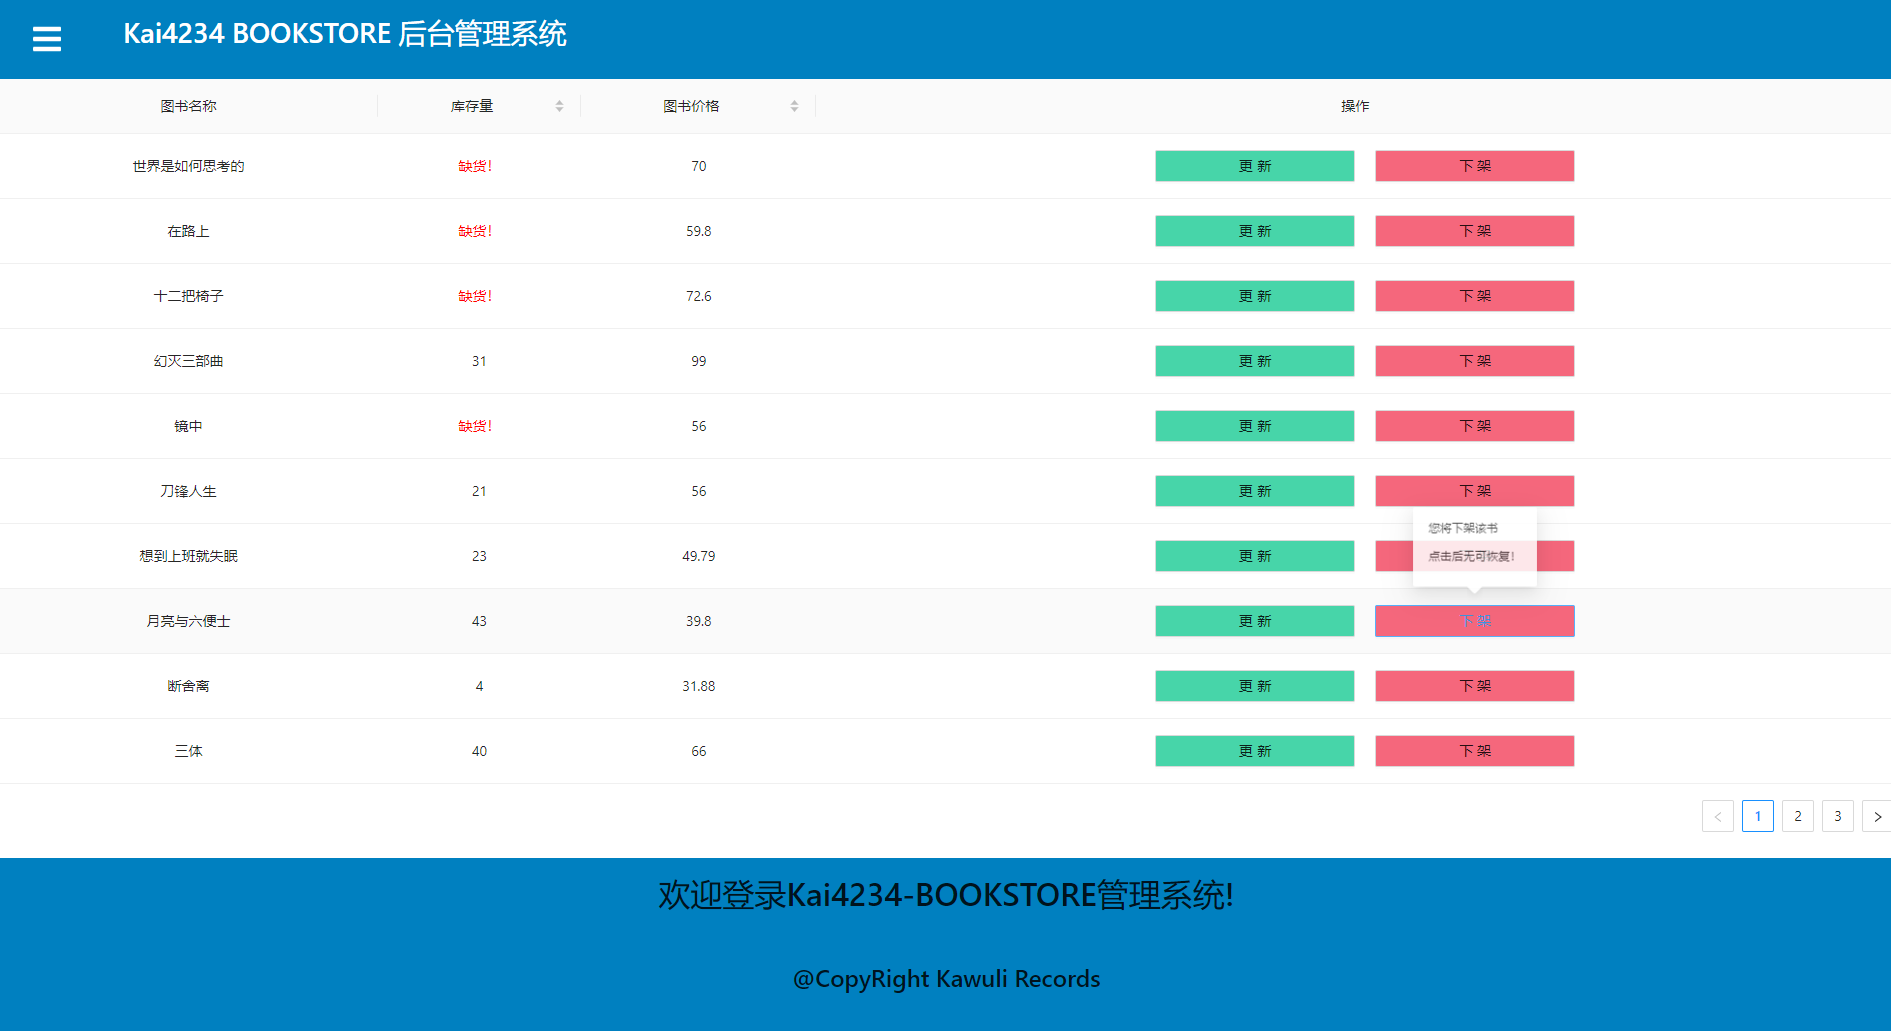 Kai4234 BOOKSTORE 后台管理系统
图书名称 库存量 图书价格 操作
世界是如何思考的 缺货! 70 更 新 下 架
在路上 缺货! 59.8 更 新 下 架
十二把椅子 缺货! 72.6 更 新 下 架
幻灭三部曲 31 99 更 新 下 架
镜中 缺货! 56 更 新 下 架
刀锋人生 21 56 更 新 下 架
您将下架该书
想到上班就失眠 23 49.79 更 新 点击后无可恢复!
月亮与六便士 43 39.8 更 新 下 架
断舍离 4 31.88 更 新 下 架
三体 40 66 更 新 下 架
< 1 2 3 >
欢迎登录Kai4234-BOOKSTORE管理系统!
@CopyRight Kawuli Records